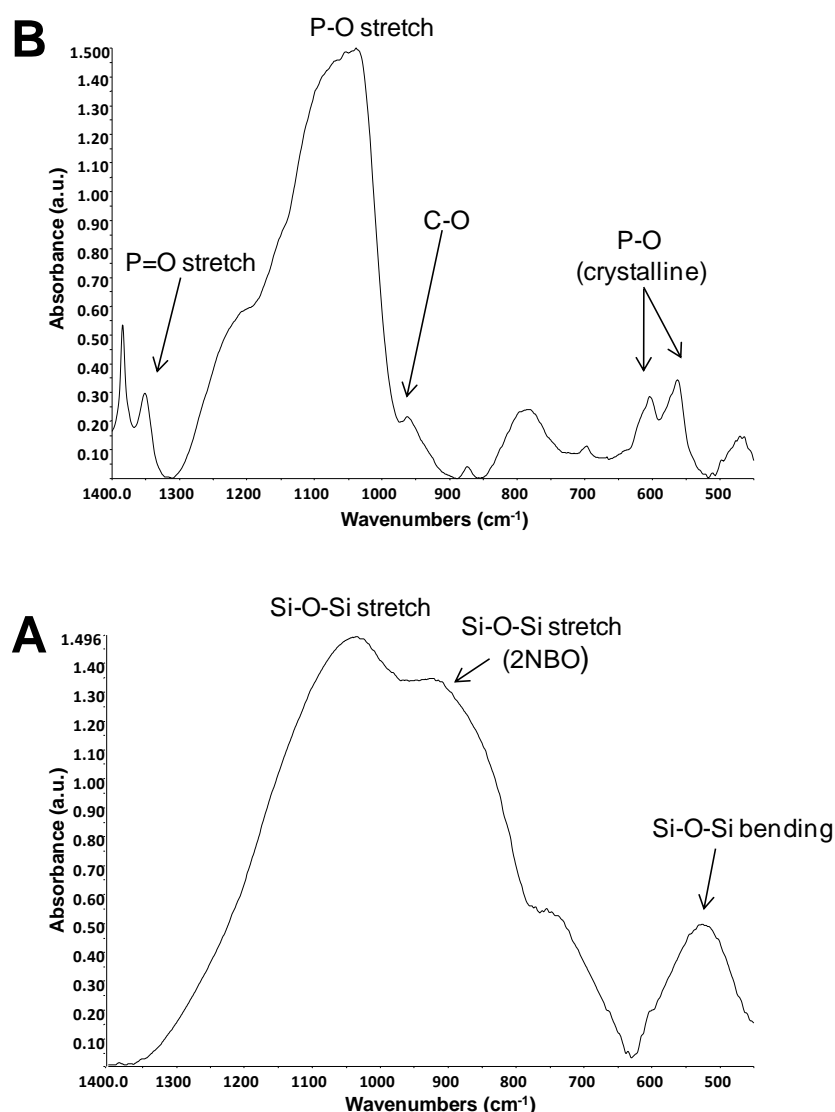 B
P-O stretch
1.500
1.40
1.30
1.20
1.10
1.00
0.90
0.80
0.70
0.60
0.50
0.40
0.30
0.20
0.10
Absorbance (a.u.)
P=O stretch
C-O
P-O
(crystalline)
1400.0 1300 1200 1100 1000 900 800 700 600 500
Wavenumbers (cm-1)
A
Si-O-Si stretch
Si-O-Si stretch
(2NBO)
Si-O-Si bending
1.496
1.40
1.30
1.20
1.10
1.00
0.90
0.80
0.70
0.60
0.50
0.40
0.30
0.20
0.10
Absorbance (a.u.)
1400.0 1300 1200 1100 1000 900 800 700 600 500
Wavenumbers (cm-1)